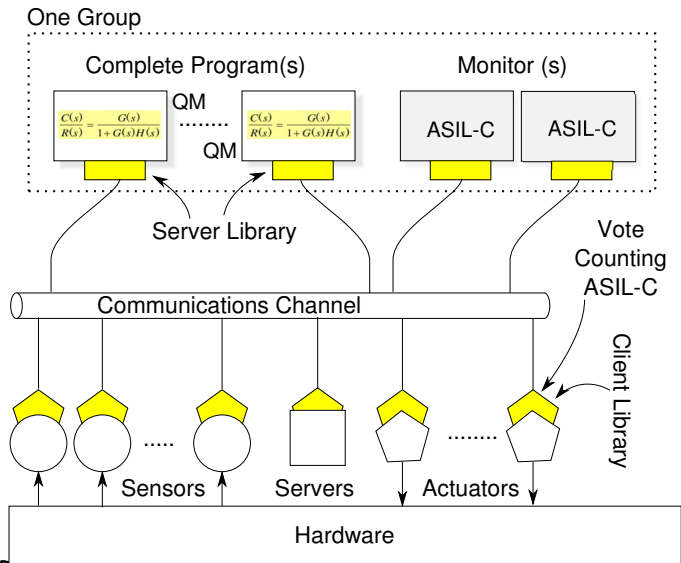 One Group
Complete Program(s)
Monitor (s)
C(s)/R(s) = G(s)/1+G(s)H(s)
QM
........
QM
C(s)/R(s) = G(s)/1+G(s)H(s)
ASIL-C
ASIL-C
Server Library
Vote
Counting
ASIL-C
Communications Channel
Client Library
.....
........
Sensors
Servers
Actuators
Hardware